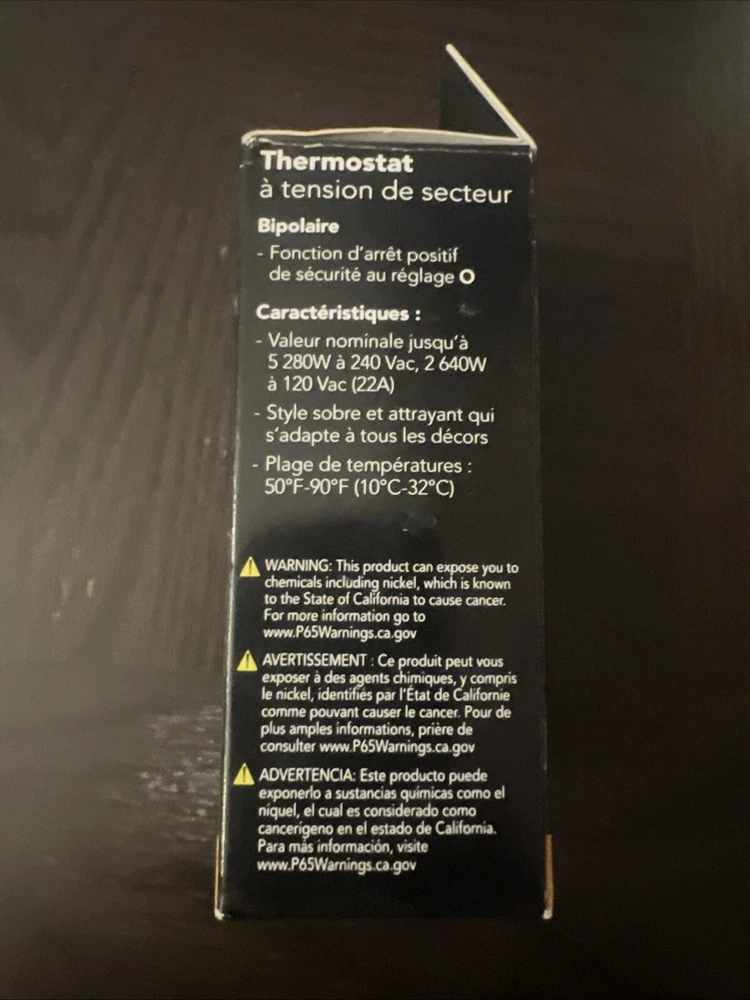 Thermostat
à tension de secteur
Bipolaire
- Fonction d'arrêt positif
de sécurité au réglage O
Caractéristiques :
- Valeur nominale jusqu'à
5 280W à 240 Vac, 2 640W
à 120 Vac (22A)
- Style sobre et attrayant qui
s'adapte à tous les décors
- Plage de températures :
50°F-90°F (10°C-32°C)
WARNING: This product can expose you to
chemicals including nickel, which is known
to the State of California to cause cancer.
For more information go to
www.P65Warnings.ca.gov
AVERTISSEMENT : Ce produit peut vous
exposer à des agents chimiques, y compris
le nickel, identifiés par l'État de Californie
comme pouvant causer le cancer. Pour de
plus amples informations, prière de
consulter www.P65Warnings.ca.gov
ADVERTENCIA: Este producto puede
exponerlo a sustancias químicas como el
níquel, el cual es considerado como
cancerígeno en el estado de California.
Para más información, visite
www.P65Warnings.ca.gov